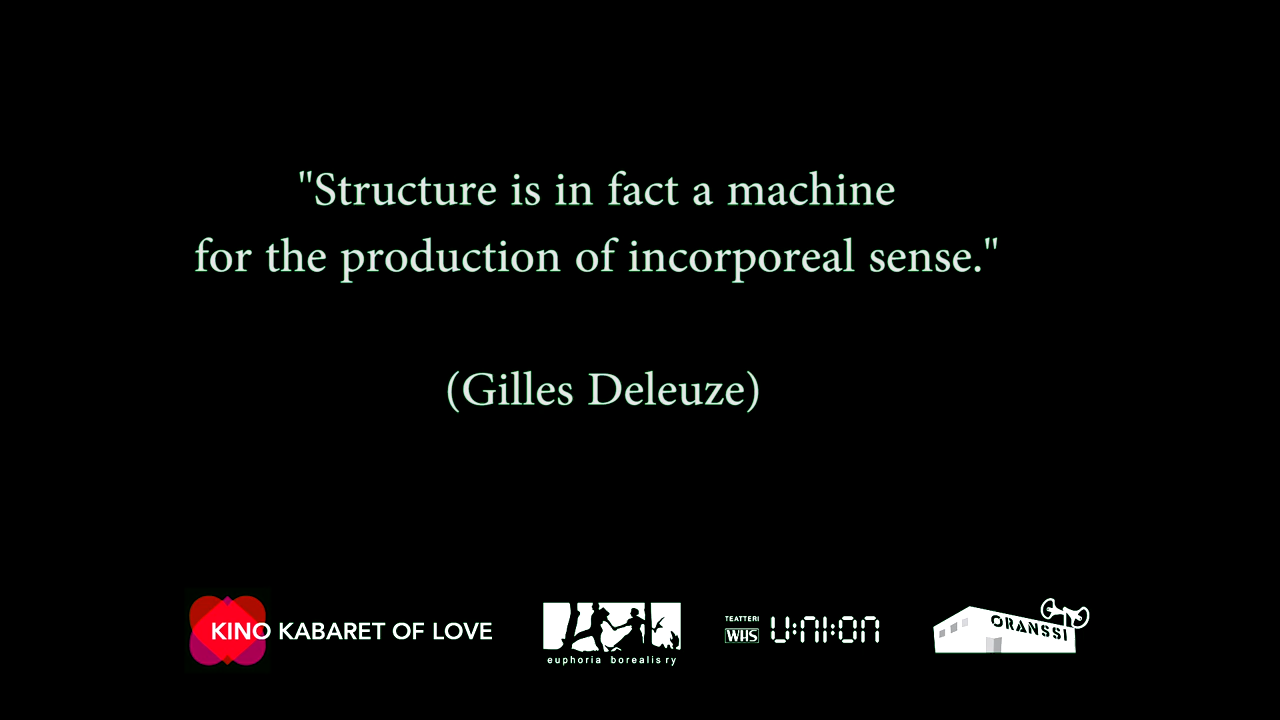 "Structure is in fact a machine
for the production of incorporeal sense."
(Gilles Deleuze)
KINO KABARET OF LOVE
euphoria borealis ry
TEATTERI
WHS UNION
ORANSSI